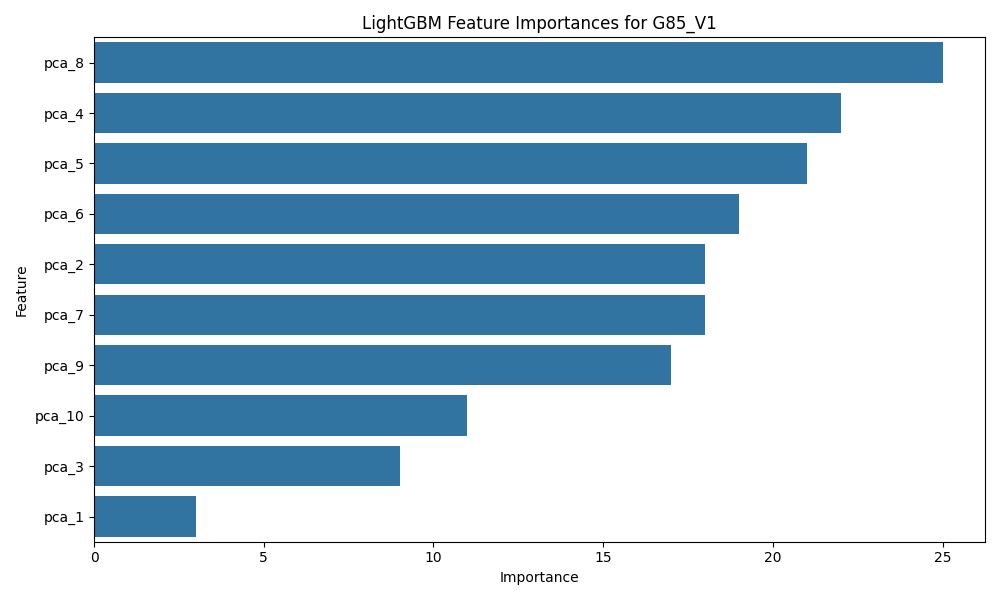 LightGBM Feature Importances for G85_V1
pca_8
pca_4
pca_5
pca_6
pca_2
pca_7
pca_9
pca_10
pca_3
pca_1
Feature
0 5 10 15 20 25
Importance